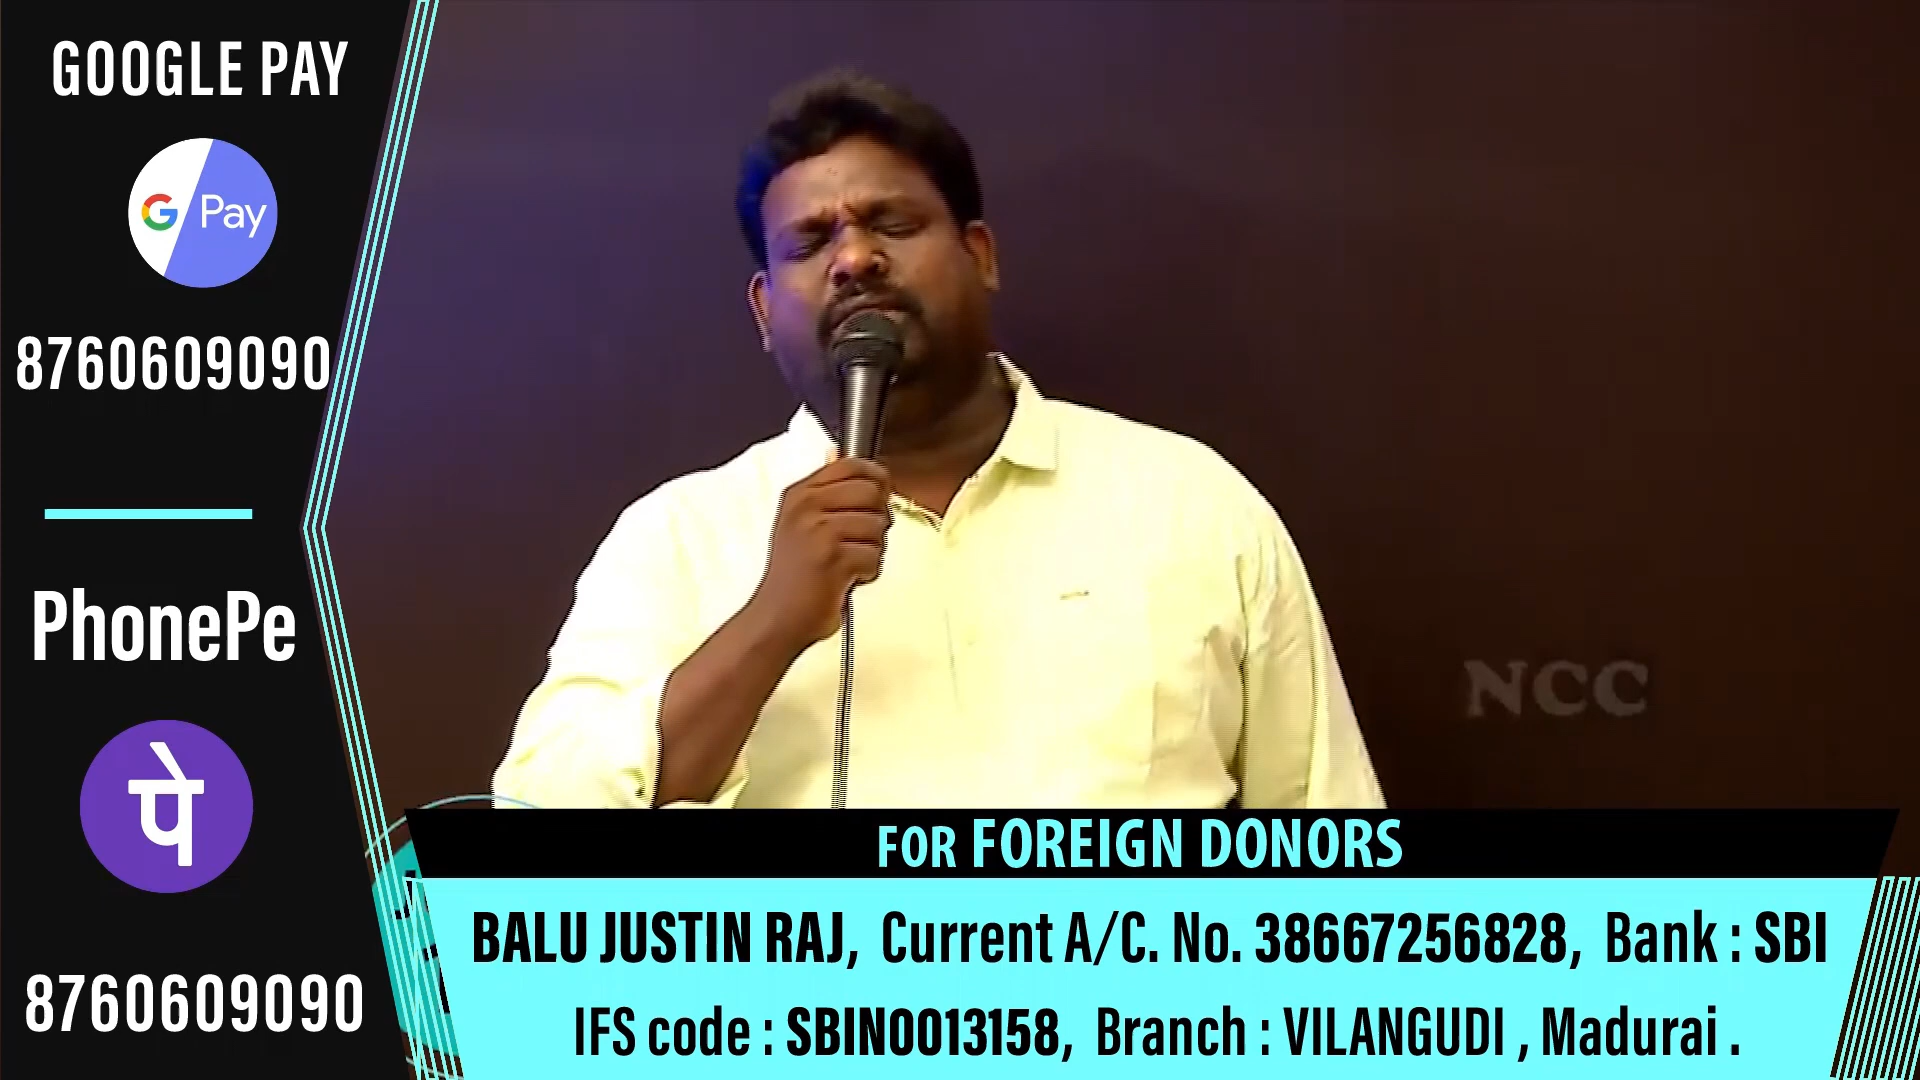 GOOGLE PAY
G Pay
8760609090
PhonePe
पे
8760609090
NCC
FOR FOREIGN DONORS
BALU JUSTIN RAJ, Current A/C. No. 38667256828, Bank : SBI
IFS code : SBIN0013158, Branch : VILANGUDI , Madurai .